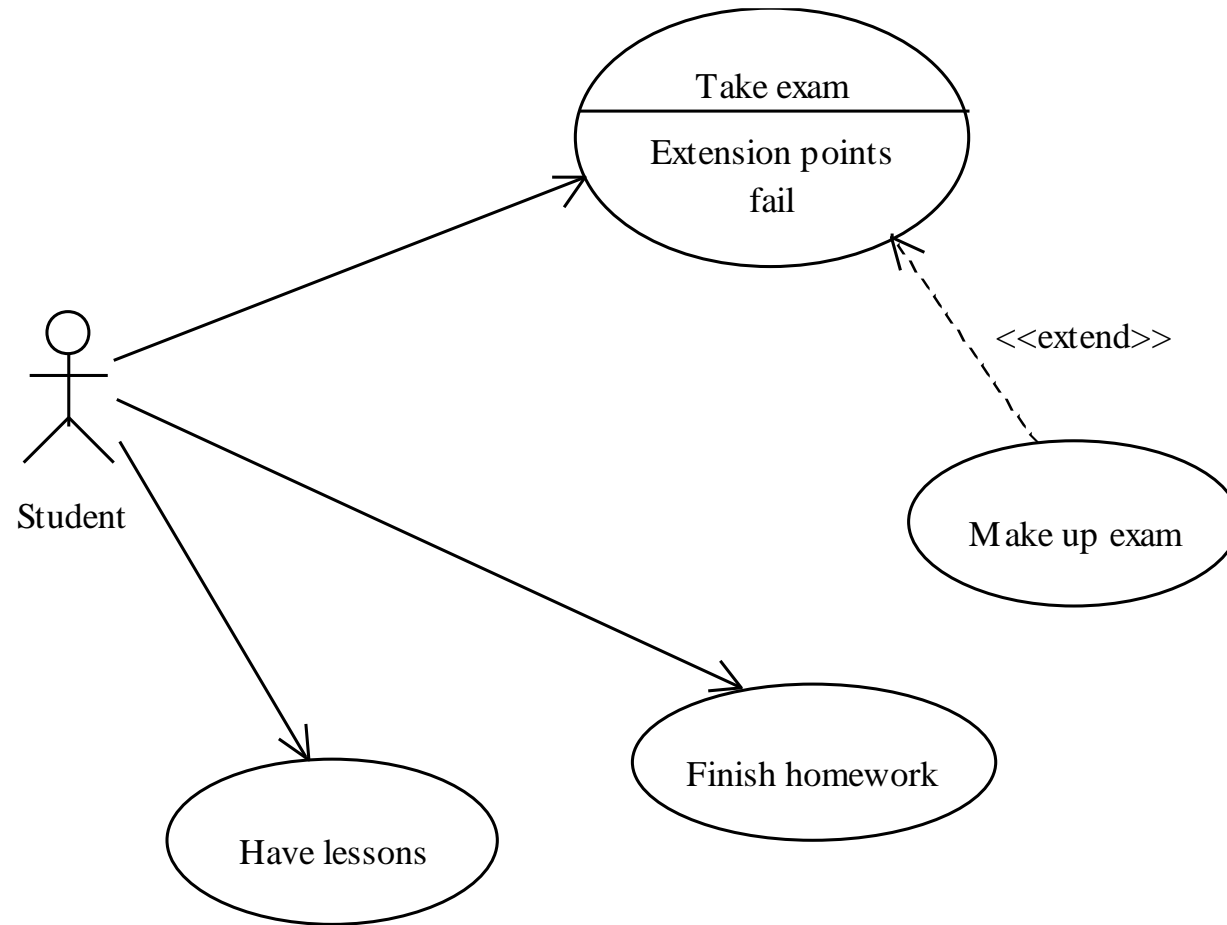 Take exam
Extension points
fail
<<extend>>
Student
Make up exam
Finish homework
Have lessons